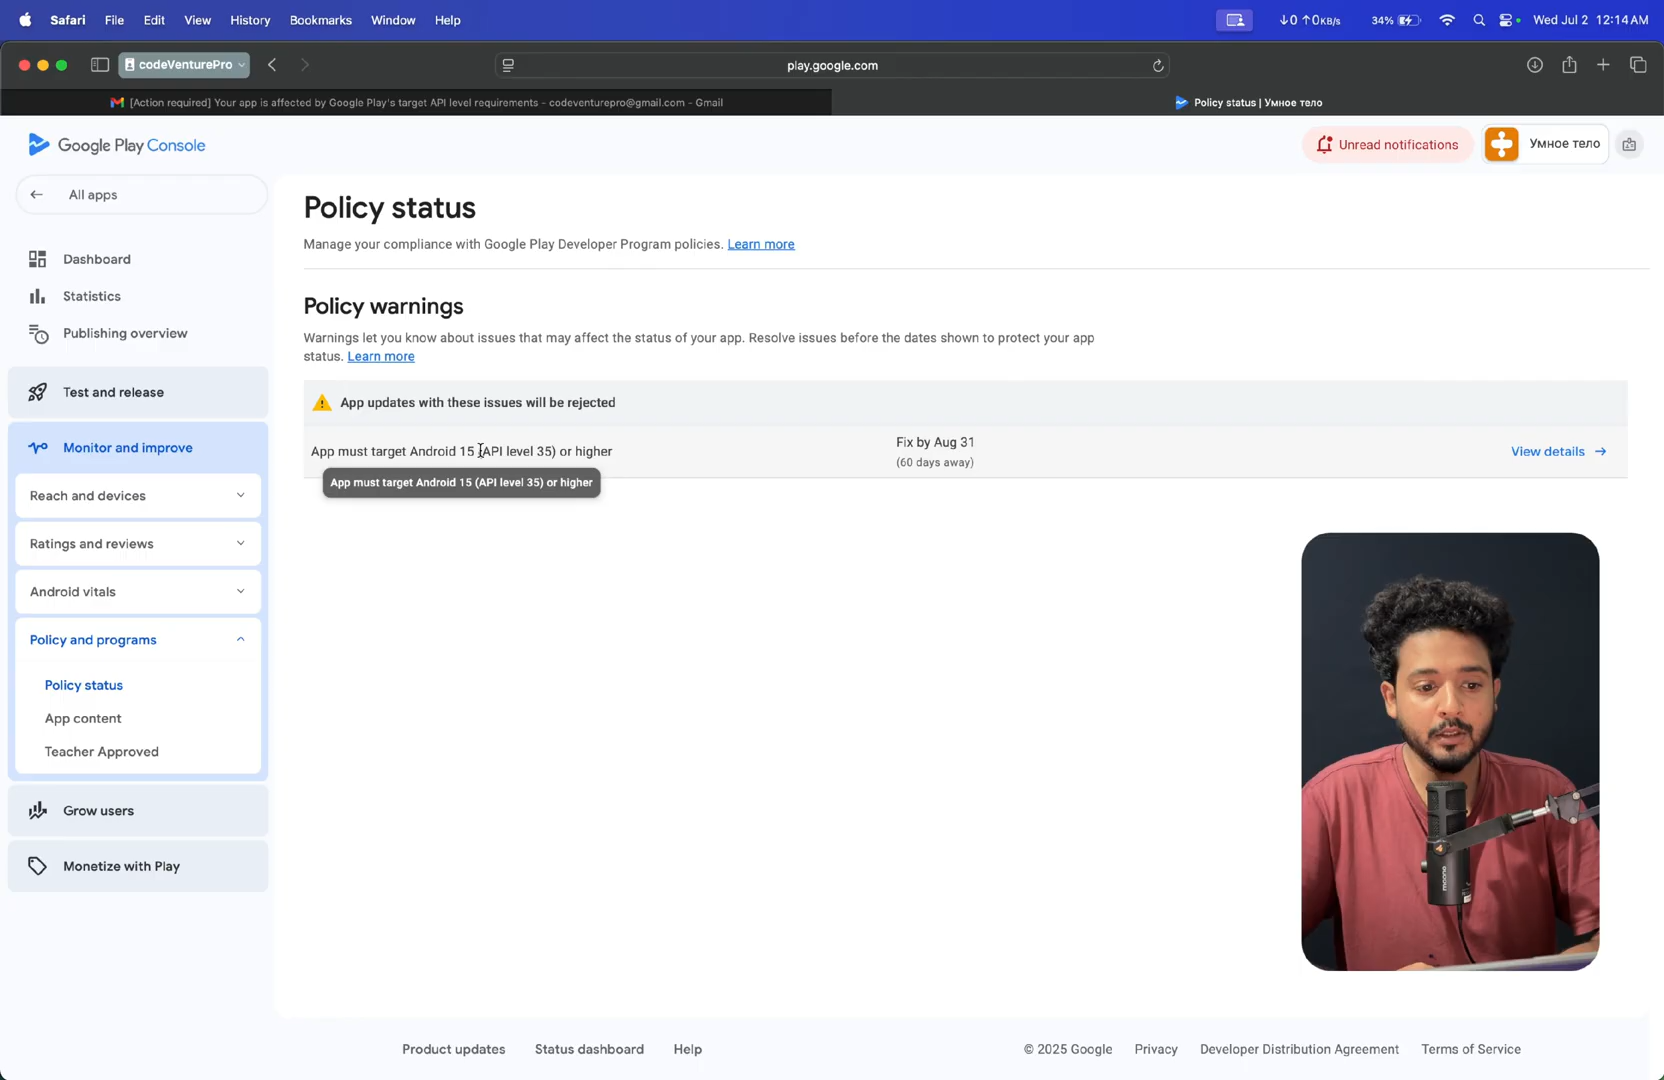 Safari File Edit View History Bookmarks Window Help ↓0 ↑0KB/s 34% Wed Jul 2 12:14 AM
codeVenturePro play.google.com
[Action required] Your app is affected by Google Play's target API level requirements - codeventurepro@gmail.com - Gmail
Policy status | Умное тело
Google Play Console
Unread notifications
Умное тело
All apps
Dashboard
Statistics
Publishing overview
Test and release
Monitor and improve
Reach and devices
Ratings and reviews
Android vitals
Policy and programs
Policy status
App content
Teacher Approved
Grow users
Monetize with Play
Policy status
Manage your compliance with Google Play Developer Program policies. Learn more
Policy warnings
Warnings let you know about issues that may affect the status of your app. Resolve issues before the dates shown to protect your app
status. Learn more
App updates with these issues will be rejected
App must target Android 15 (API level 35) or higher
Fix by Aug 31
(60 days away)
View details →
App must target Android 15 (API level 35) or higher
maono
Product updates Status dashboard Help © 2025 Google Privacy Developer Distribution Agreement Terms of Service